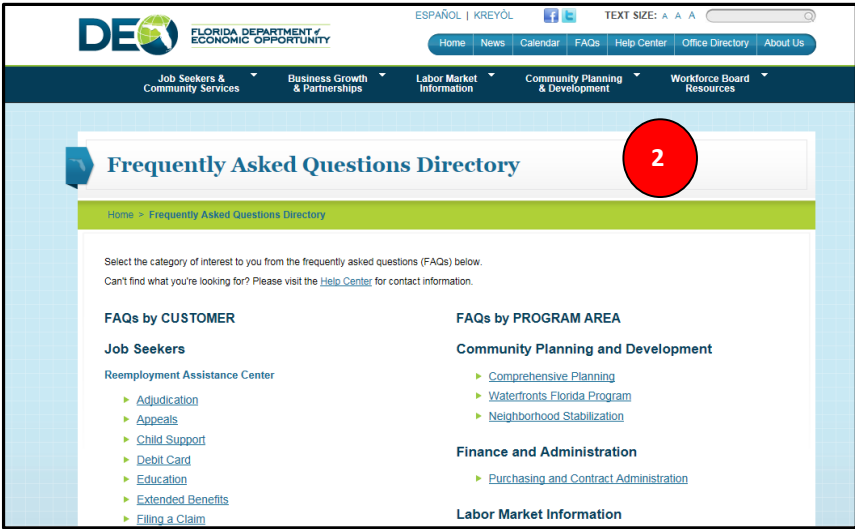 ESPAÑOL | KREYÒL
TEXT SIZE: A A A
DEO
FLORIDA DEPARTMENT of
ECONOMIC OPPORTUNITY
Home News Calendar FAQs Help Center Office Directory About Us
Job Seekers &
Community Services
Business Growth
& Partnerships
Labor Market
Information
Community Planning
& Development
Workforce Board
Resources
Frequently Asked Questions Directory
2
Home > Frequently Asked Questions Directory
Select the category of interest to you from the frequently asked questions (FAQs) below.
Can't find what you're looking for? Please visit the Help Center for contact information.
FAQs by CUSTOMER
Job Seekers
Reemployment Assistance Center
Adjudication
Appeals
Child Support
Debit Card
Education
Extended Benefits
Filing a Claim
FAQs by PROGRAM AREA
Community Planning and Development
Comprehensive Planning
Waterfronts Florida Program
Neighborhood Stabilization
Finance and Administration
Purchasing and Contract Administration
Labor Market Information